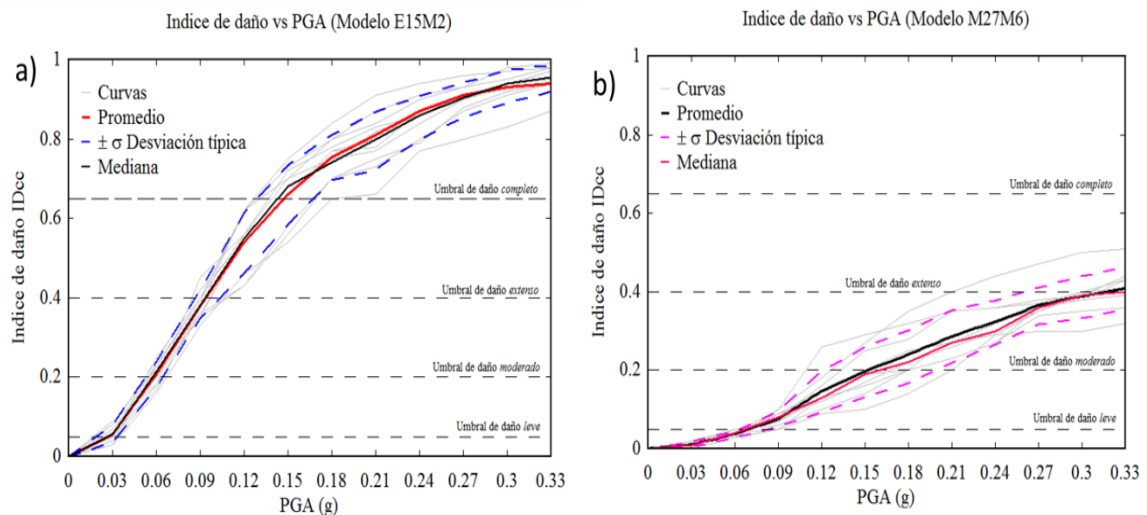 Indice de daño vs PGA (Modelo E15M2)
a)
Indice de daño IDcc
1
0.8
0.6
0.4
0.2
0
Curvas
Promedio
± σ Desviación típica
Mediana
Umbral de daño completo
Umbral de daño extenso
Umbral de daño moderado
Umbral de daño leve
0 0.03 0.06 0.09 0.12 0.15 0.18 0.21 0.24 0.27 0.3 0.33
PGA (g)
Indice de daño vs PGA (Modelo M27M6)
b)
Indice de daño IDcc
1
0.8
0.6
0.4
0.2
0
Curvas
Promedio
± σ Desviación típica
Mediana
Umbral de daño completo
Umbral de daño extenso
Umbral de daño moderado
Umbral de daño leve
0 0.03 0.06 0.09 0.12 0.15 0.18 0.21 0.24 0.27 0.3 0.33
PGA (g)